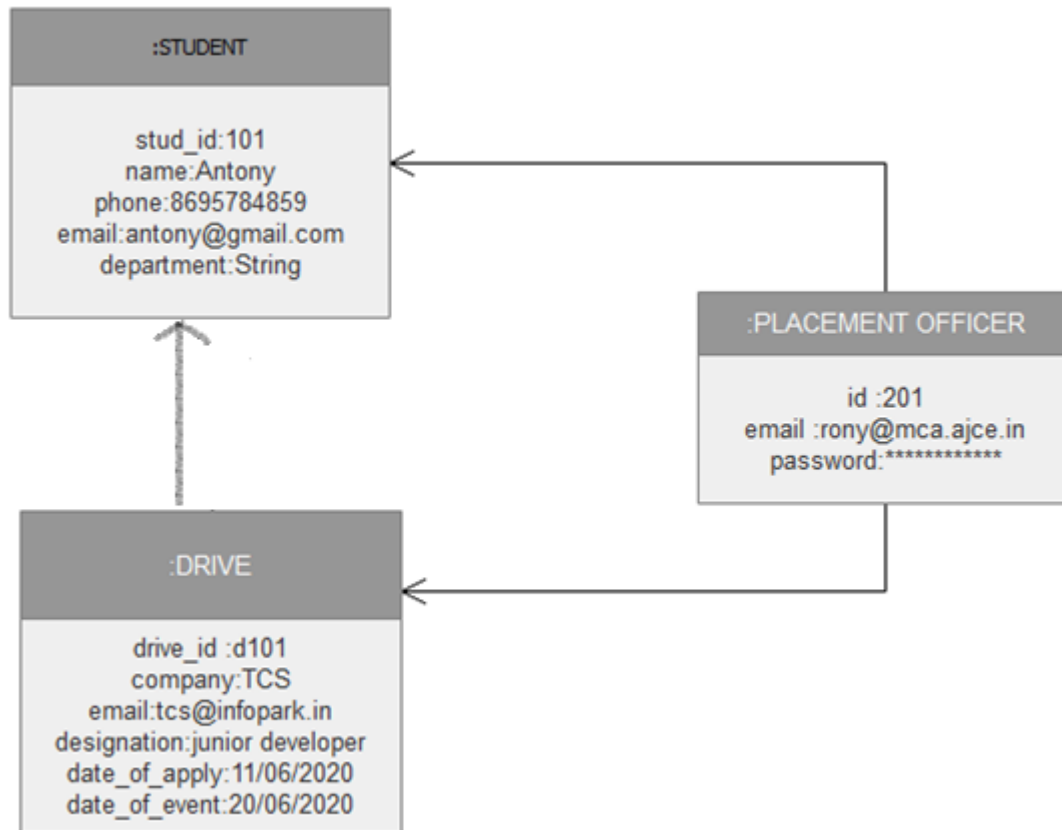 :STUDENT
stud_id:101
name:Antony
phone:8695784859
email:antony@gmail.com
department:String
:PLACEMENT OFFICER
id :201
email :rony@mca.ajce.in
password:************
:DRIVE
drive_id :d101
company:TCS
email:tcs@infopark.in
designation:junior developer
date_of_apply:11/06/2020
date_of_event:20/06/2020